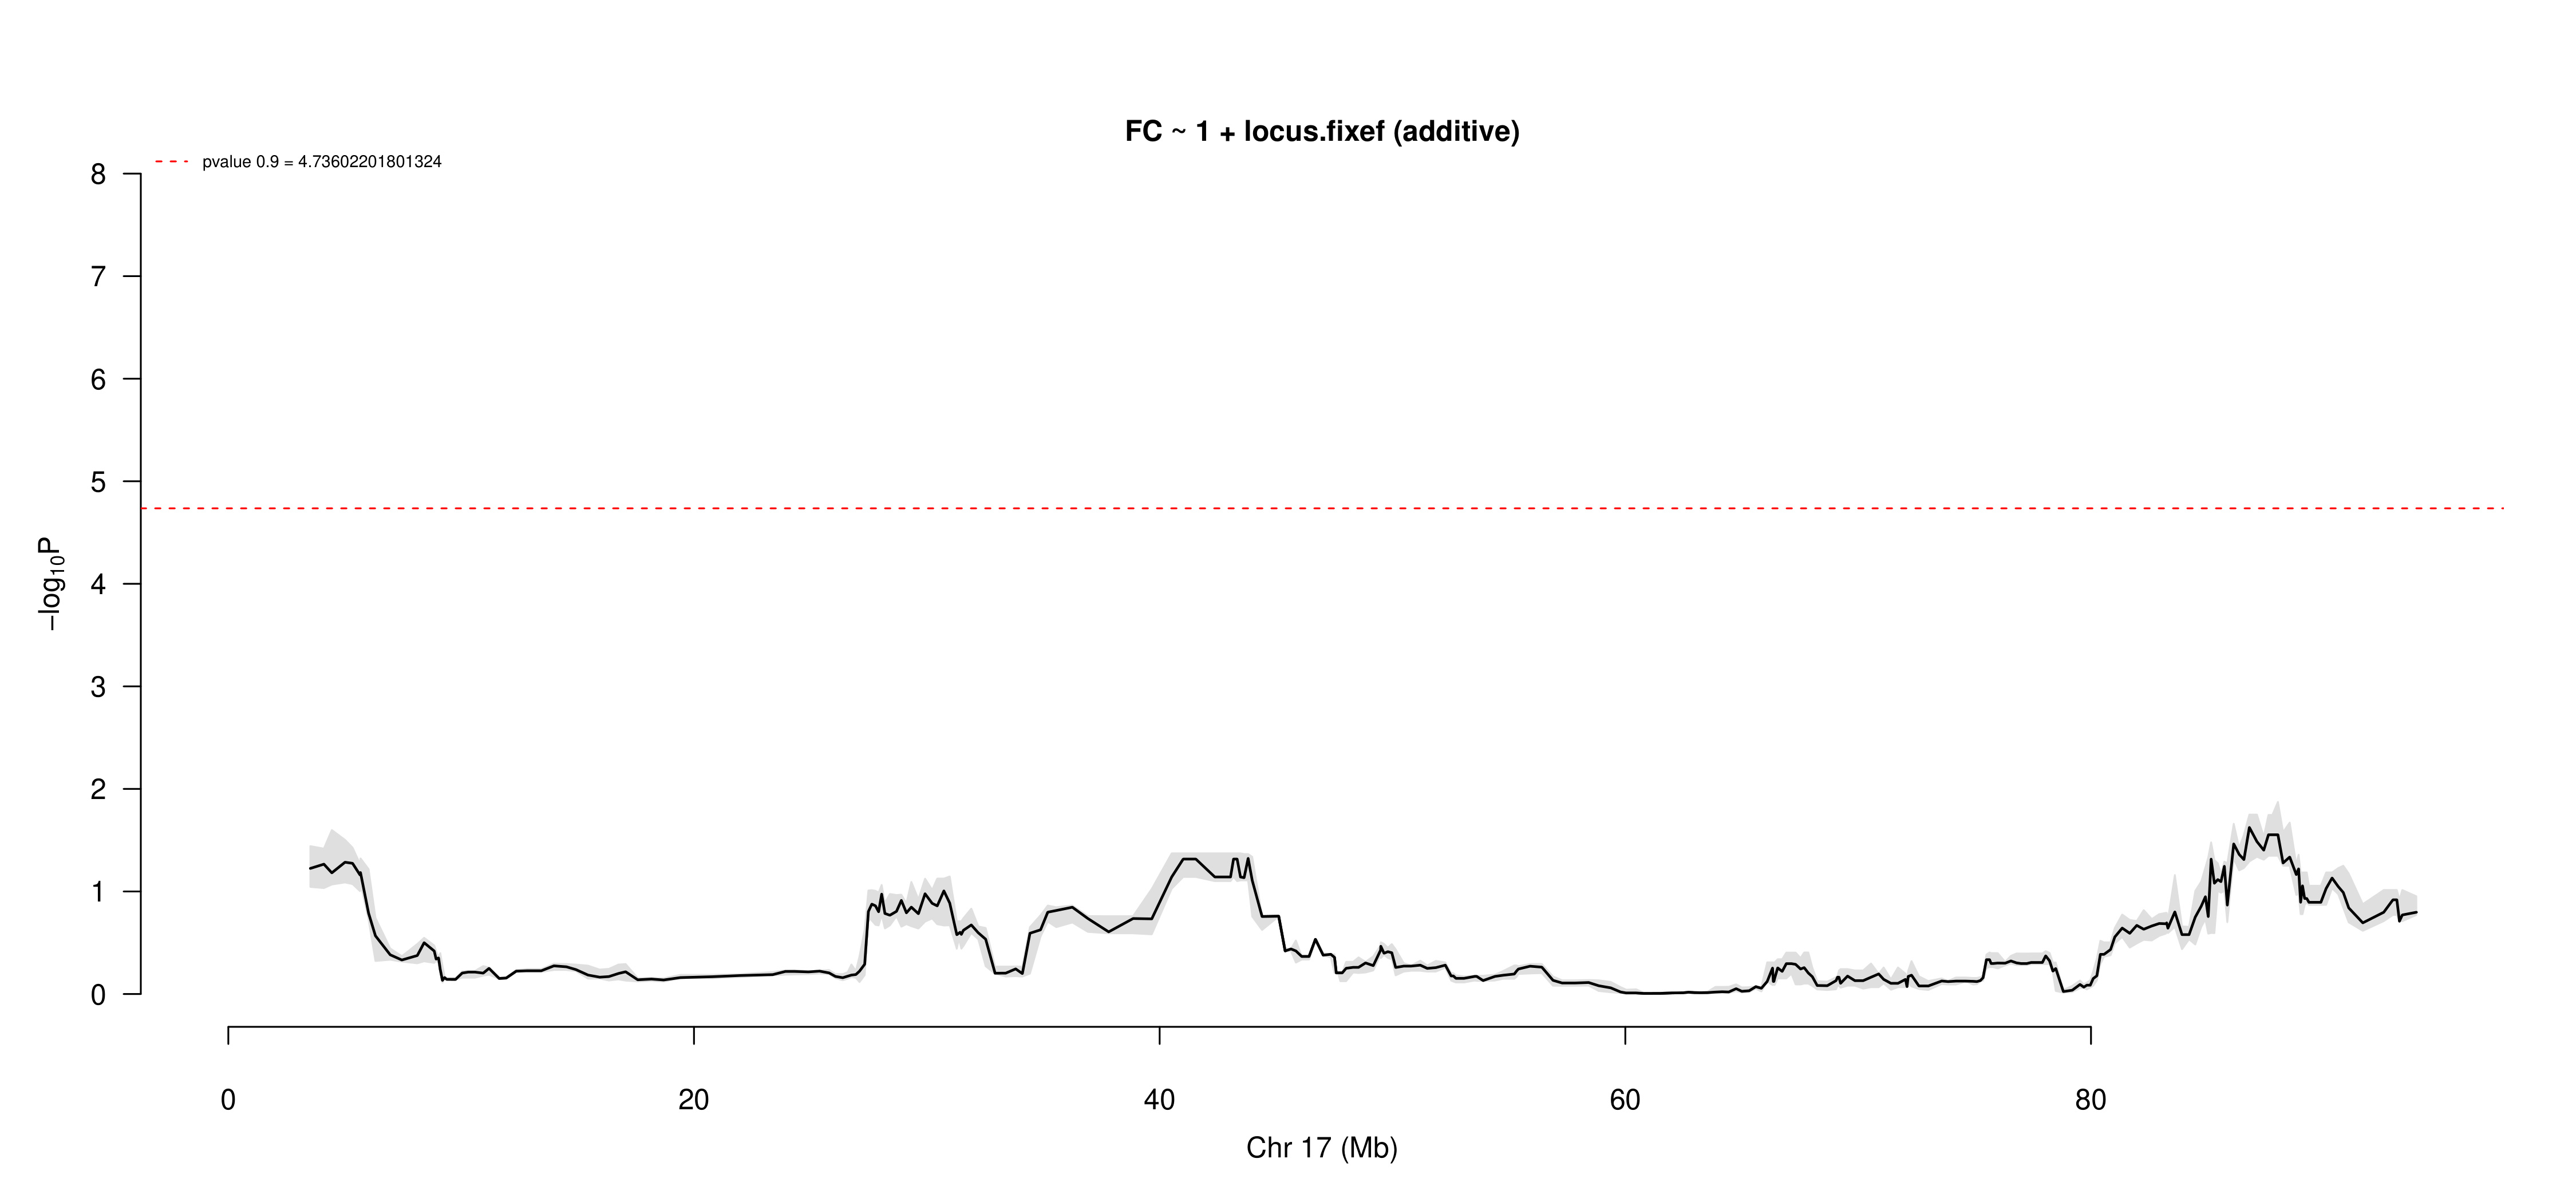 FC ~ 1 + locus.fixef (additive)
pvalue 0.9 = 4.73602201801324
8
7
6
5
4
3
2
1
0
−log10P
0 20 40 60 80
Chr 17 (Mb)